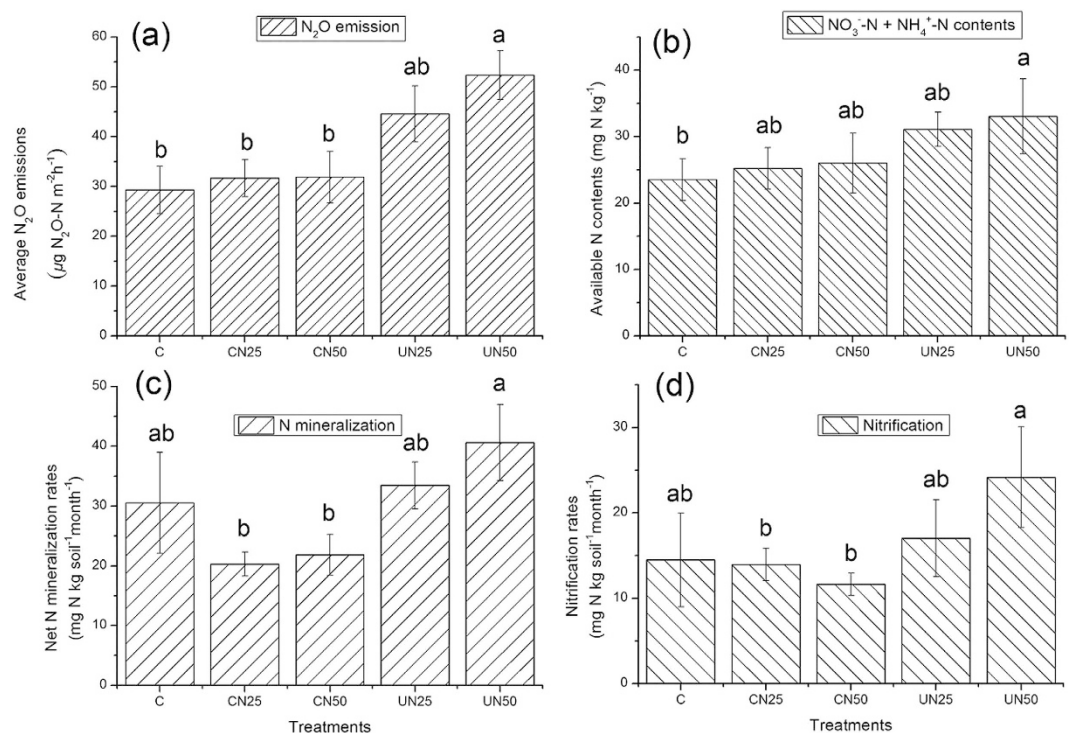 (a)
N₂O emission
Average N₂O emissions
(μg N₂O-N m⁻²h⁻¹)
60
50
40
30
20
10
0
b
b
b
ab
a
C
CN25
CN50
UN25
UN50
(b)
NO₃⁻-N + NH₄⁺-N contents
Available N contents (mg N kg⁻¹)
40
30
20
10
0
b
ab
ab
ab
a
C
CN25
CN50
UN25
UN50
(c)
N mineralization
Net N mineralization rates
(mg N kg soil⁻¹month⁻¹)
50
40
30
20
10
0
ab
b
b
ab
a
C
CN25
CN50
UN25
UN50
Treatments
(d)
Nitrification
Nitrification rates
(mg N kg soil⁻¹month⁻¹)
30
20
10
0
ab
b
b
ab
a
C
CN25
CN50
UN25
UN50
Treatments